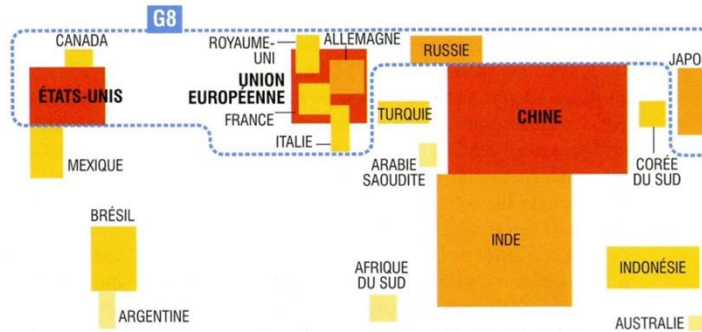 G8
CANADA
ÉTATS-UNIS
MEXIQUE
BRÉSIL
ARGENTINE
ROYAUME-
UNI
ALLEMAGNE
UNION
EUROPÉENNE
FRANCE
ITALIE
RUSSIE
TURQUIE
CHINE
ARABIE
SAOUDITE
CORÉE
DU SUD
JAPO
INDE
AFRIQUE
DU SUD
INDONÉSIE
AUSTRALIE